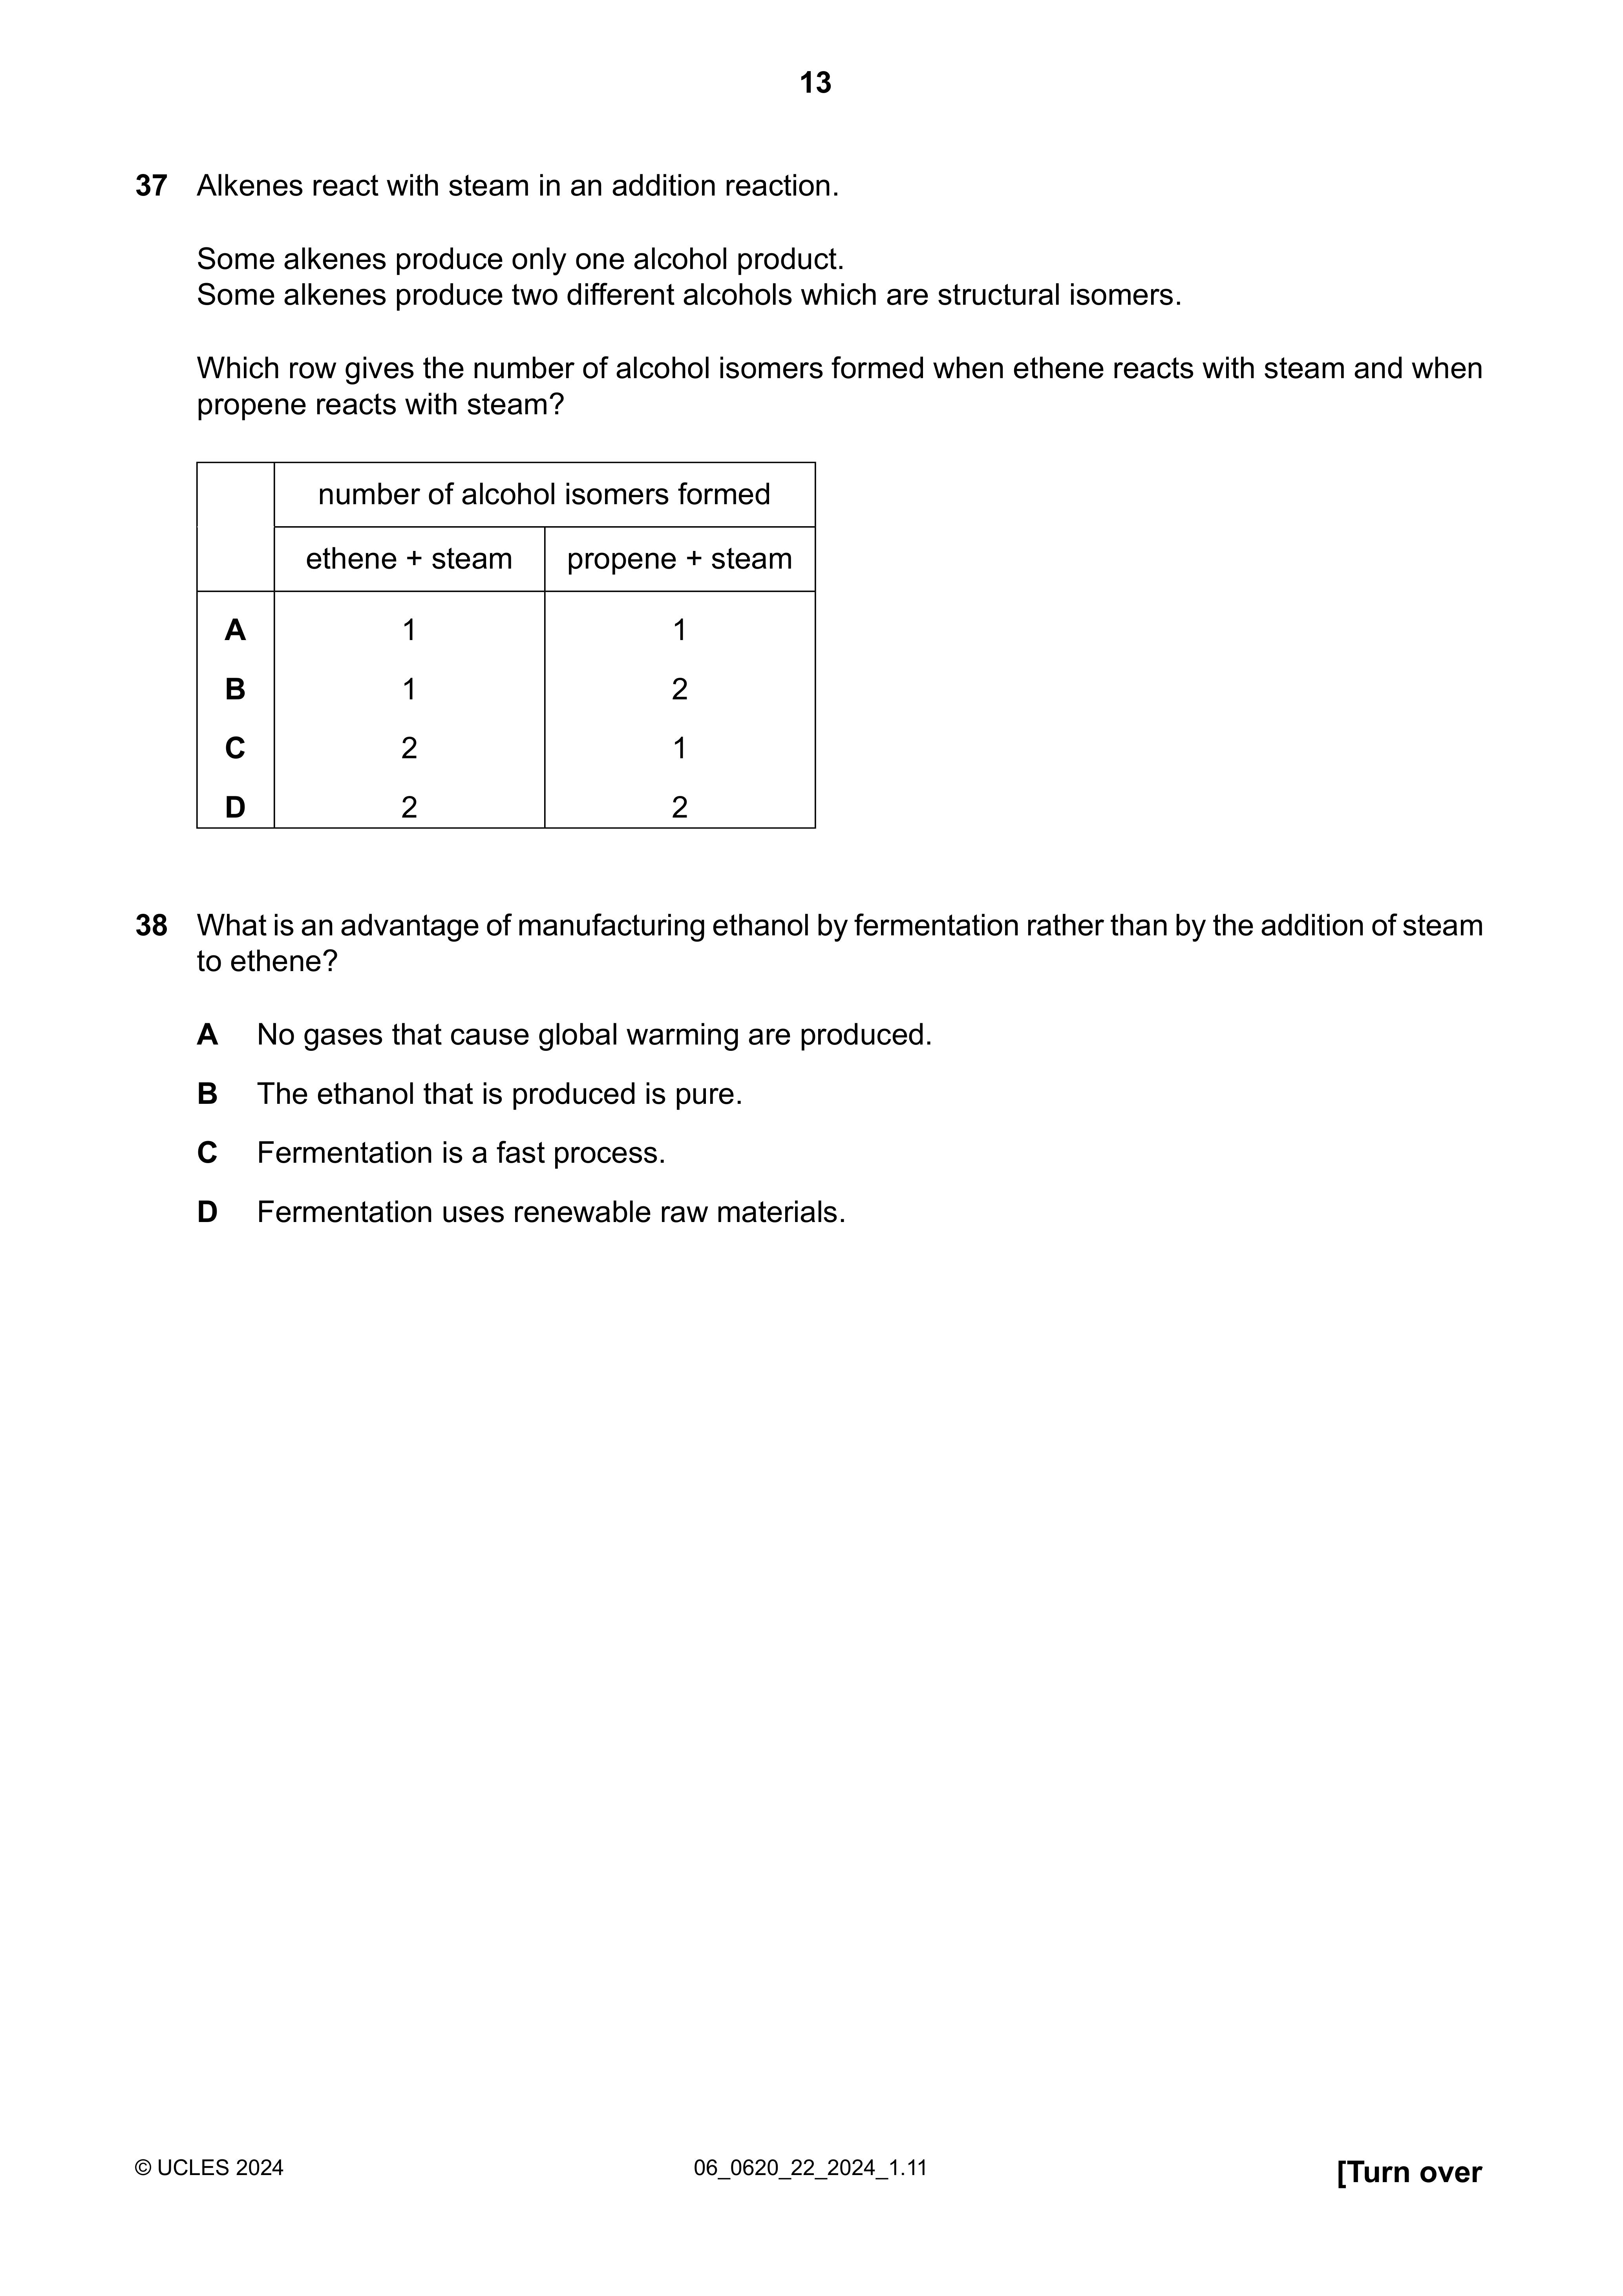 13
37 Alkenes react with steam in an addition reaction.
Some alkenes produce only one alcohol product.
Some alkenes produce two different alcohols which are structural isomers.
Which row gives the number of alcohol isomers formed when ethene reacts with steam and when
propene reacts with steam?
number of alcohol isomers formed
ethene + steam propene + steam
A 1 1
B 1 2
C 2 1
D 2 2
38 What is an advantage of manufacturing ethanol by fermentation rather than by the addition of steam
to ethene?
A No gases that cause global warming are produced.
B The ethanol that is produced is pure.
C Fermentation is a fast process.
D Fermentation uses renewable raw materials.
© UCLES 2024 06_0620_22_2024_1.11 [Turn over